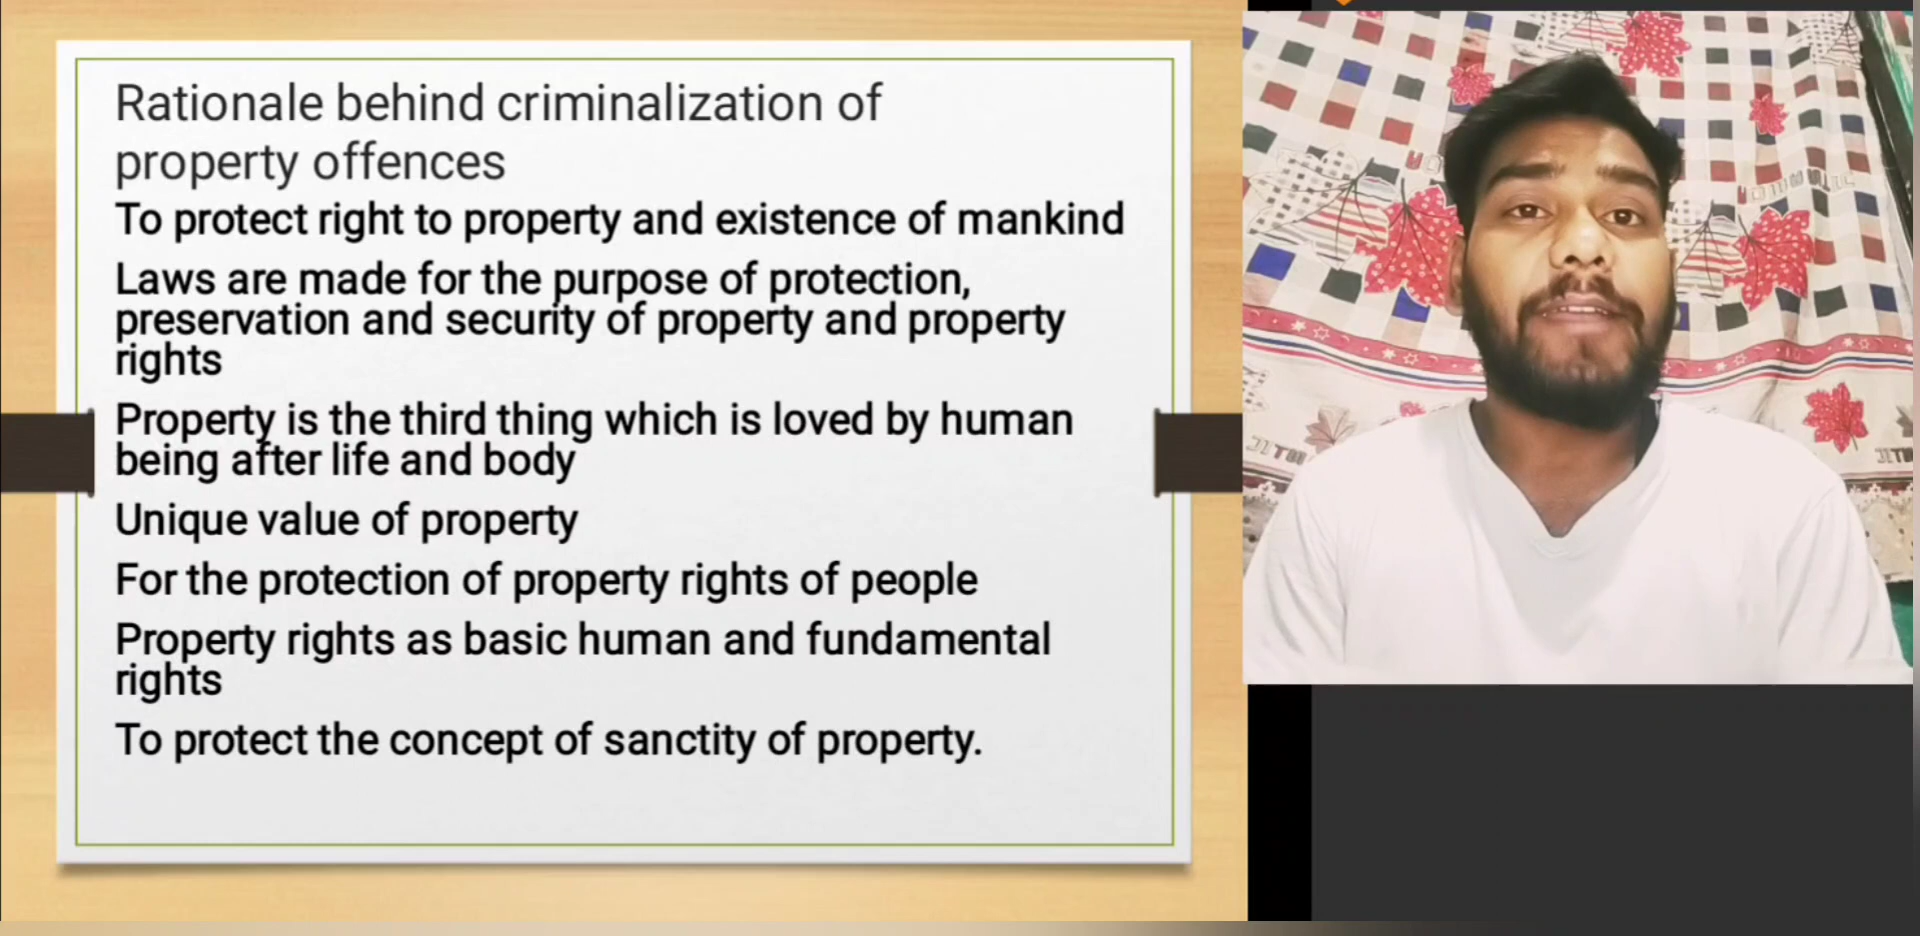 Rationale behind criminalization of
property offences
To protect right to property and existence of mankind
Laws are made for the purpose of protection,
preservation and security of property and property
rights
Property is the third thing which is loved by human
being after life and body
Unique value of property
For the protection of property rights of people
Property rights as basic human and fundamental
rights
To protect the concept of sanctity of property.